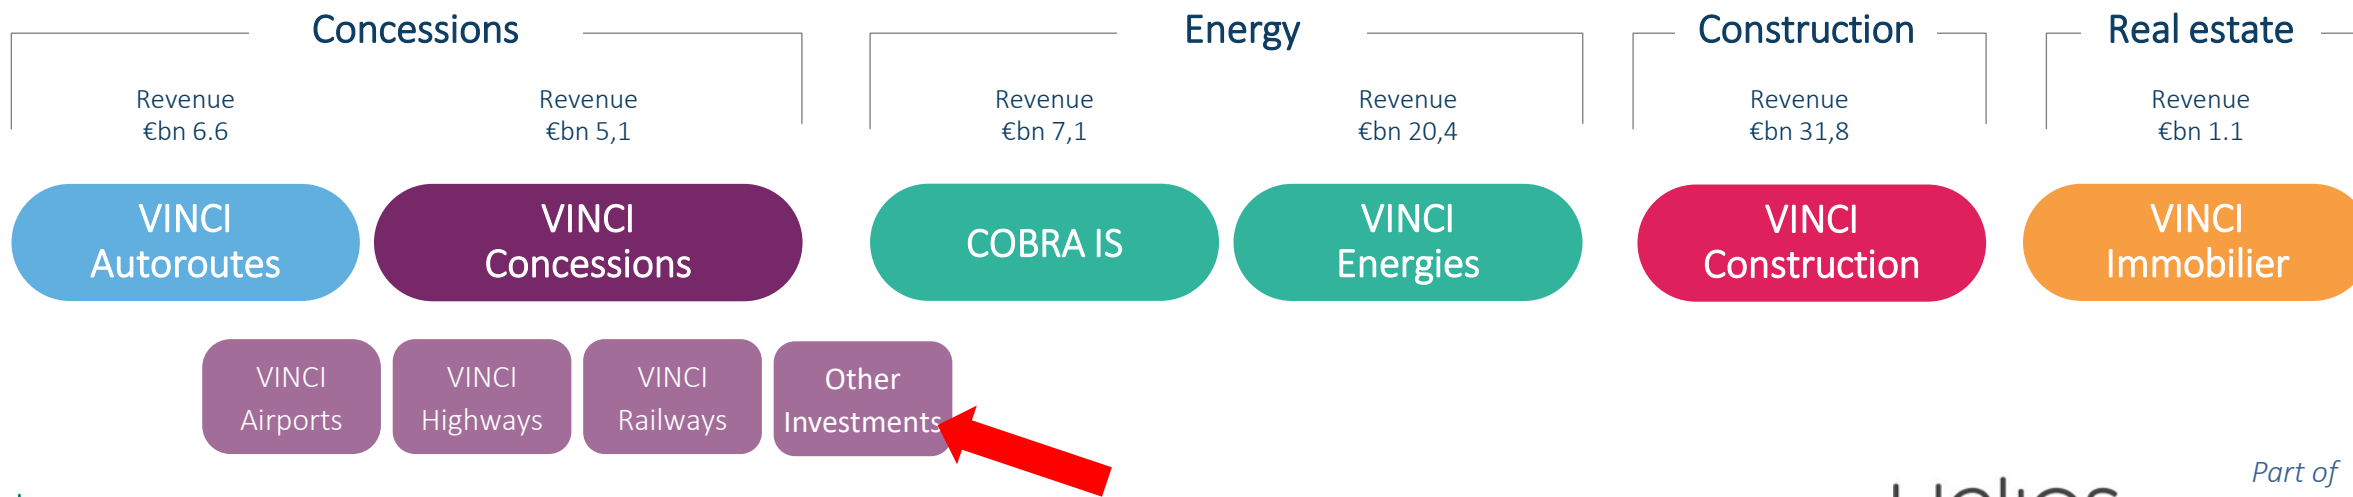 Concessions
Energy
Construction
Real estate
Revenue
€bn 6.6
Revenue
€bn 5,1
Revenue
€bn 7,1
Revenue
€bn 20,4
Revenue
€bn 31,8
Revenue
€bn 1.1
VINCI
Autoroutes
VINCI
Concessions
COBRA IS
VINCI
Energies
VINCI
Construction
VINCI
Immobilier
VINCI
Airports
VINCI
Highways
VINCI
Railways
Other
Investments
Part of
Helios